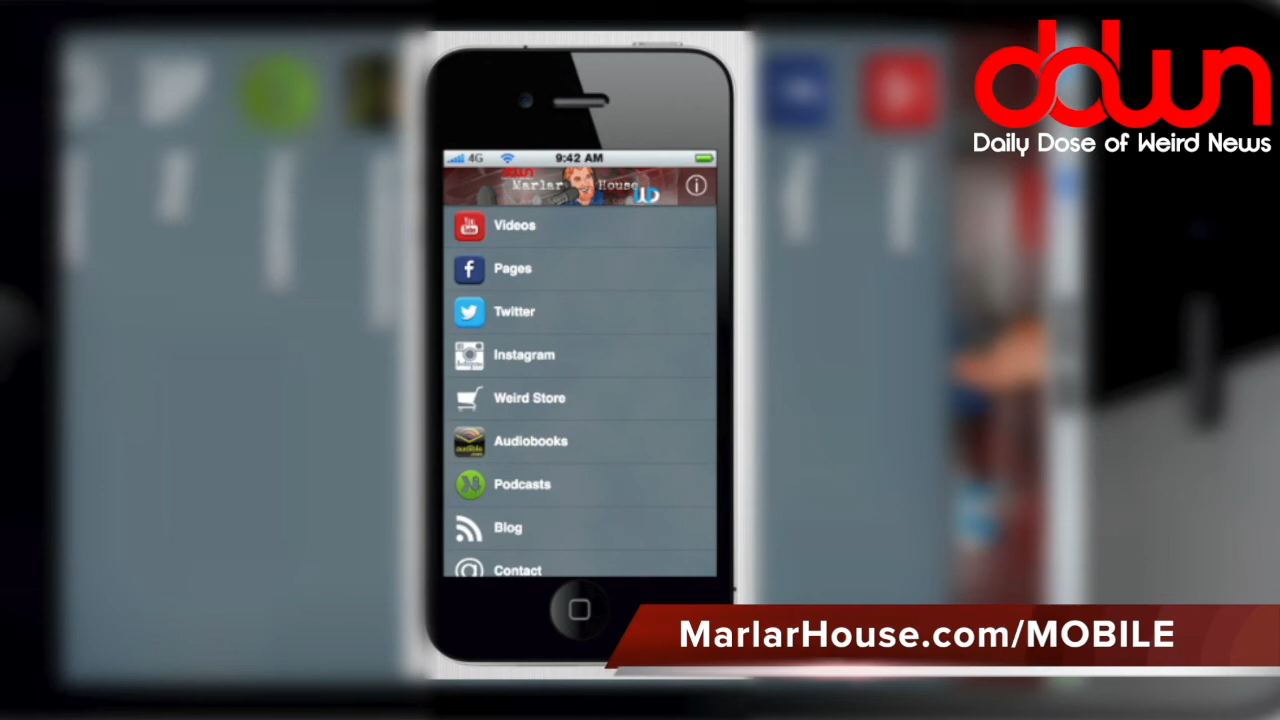 ddwn
Daily Dose of Weird News
4G 9:42 AM
Marlar House
Videos
Pages
Twitter
Instagram
Weird Store
audible
Audiobooks
Podcasts
Blog
Contact
MarlarHouse.com/MOBILE